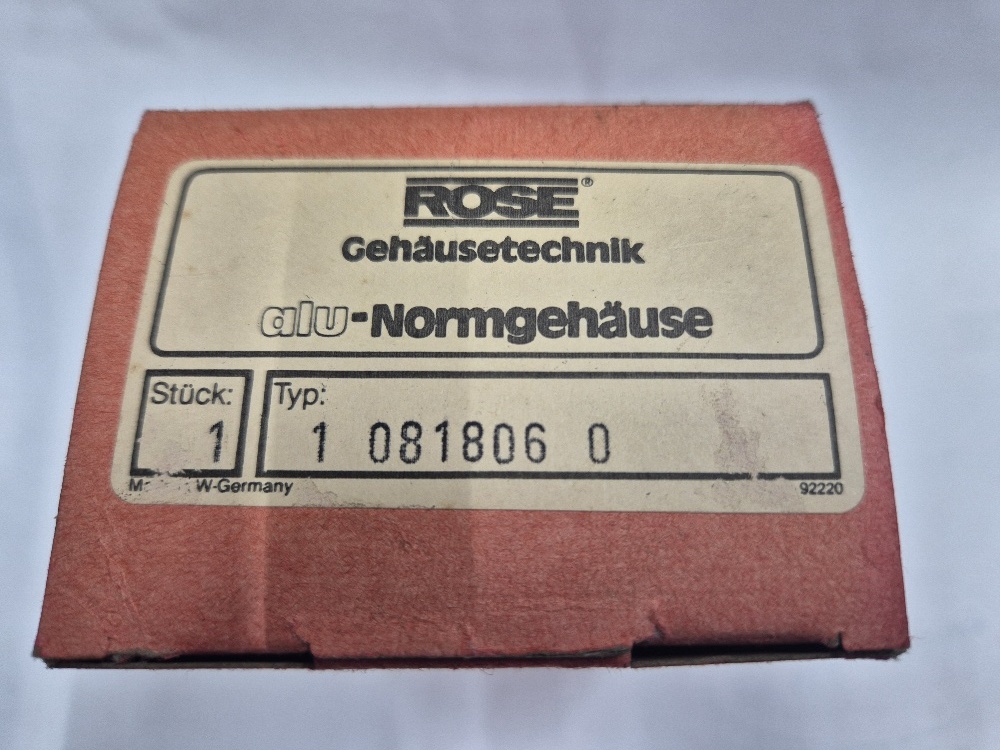 ROSE®
Gehäusetechnik
alu-Normgehäuse
Stück:
1
Typ:
1 081806 0
W-Germany
92220